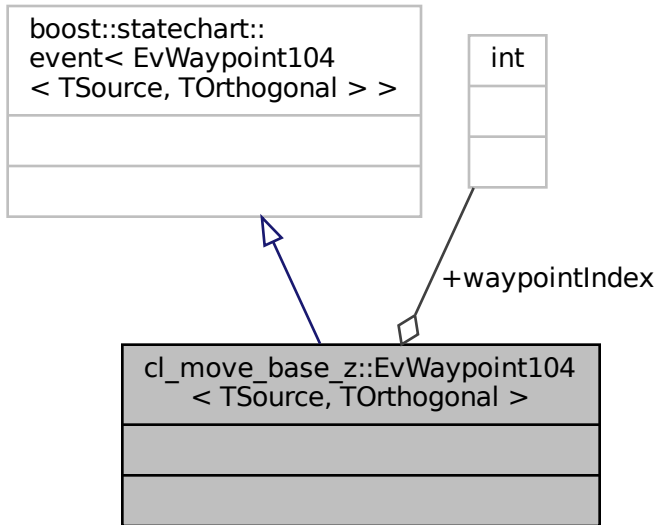 boost::statechart::
event< EvWaypoint104
< TSource, TOrthogonal > >
int
+waypointIndex
cl_move_base_z::EvWaypoint104
< TSource, TOrthogonal >